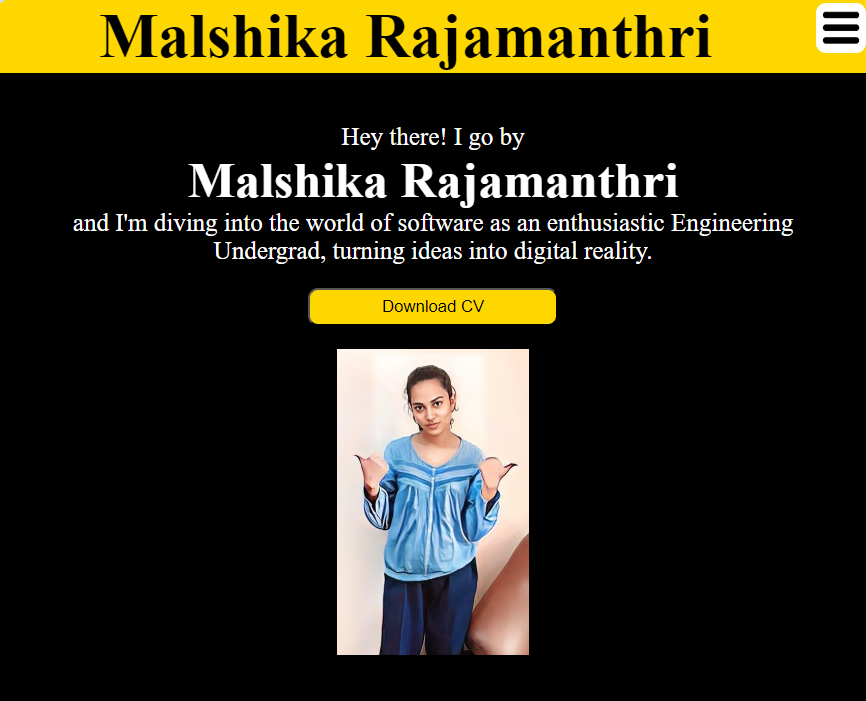 Malshika Rajamanthri
Hey there! I go by
Malshika Rajamanthri
and I'm diving into the world of software as an enthusiastic Engineering
Undergrad, turning ideas into digital reality.
Download CV